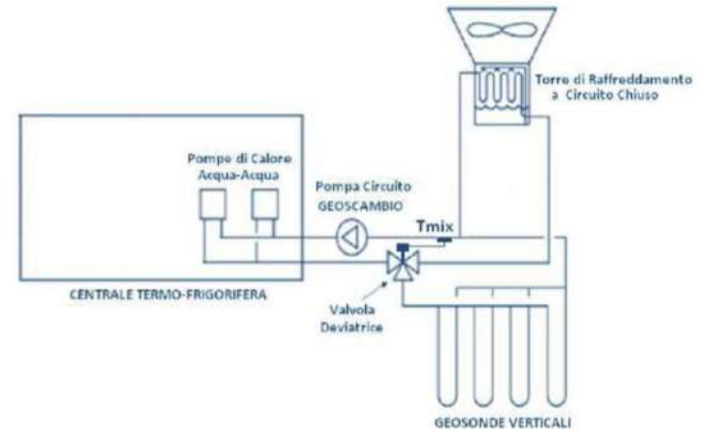 Torre di Raffreddamento
a Circuito Chiuso
Pompe di Calore
Acqua-Acqua
Pompa Circuito
GEOSCAMBIO
Tmix
CENTRALE TERMO-FRIGORIFERA
Valvola
Deviatrice
GEOSONDE VERTICALI